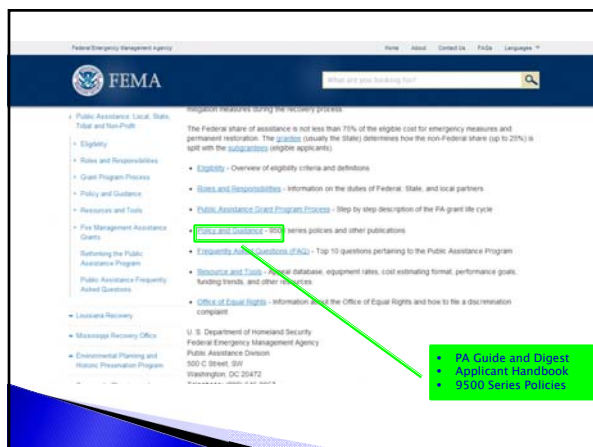 Federal Emergency Management Agency
Home About Contact Us FAQs Languages
FEMA
What are you looking for?
mitigation measures during the recovery process.
Public Assistance: Local, State,
Tribal and Non-Profit
Eligibility
Roles and Responsibilities
Grant Program Process
Policy and Guidance
Resources and Tools
Fire Management Assistance
Grants
Rethinking the Public
Assistance Program
Public Assistance Frequently
Asked Questions
Louisiana Recovery
Mississippi Recovery Office
Environmental Planning and
Historic Preservation Program
The Federal share of assistance is not less than 75% of the eligible cost for emergency measures and
permanent restoration. The grantee (usually the State) determines how the non-Federal share (up to 25%) is
split with the subgrantees (eligible applicants).
• Eligibility - Overview of eligibility criteria and definitions
• Roles and Responsibilities - Information on the duties of Federal, State, and local partners
• Public Assistance Grant Program Process - Step by step description of the PA grant life cycle
• Policy and Guidance - 9500 series policies and other publications
• Frequently Asked Questions (FAQ) - Top 10 questions pertaining to the Public Assistance Program
• Resource and Tools - Appeal database, equipment rates, cost estimating format, performance goals,
funding trends, and other resources
• Office of Equal Rights - Information about the Office of Equal Rights and how to file a discrimination
complaint
U. S. Department of Homeland Security
Federal Emergency Management Agency
Public Assistance Division
500 C Street, SW
Washington, DC 20472
• PA Guide and Digest
• Applicant Handbook
• 9500 Series Policies